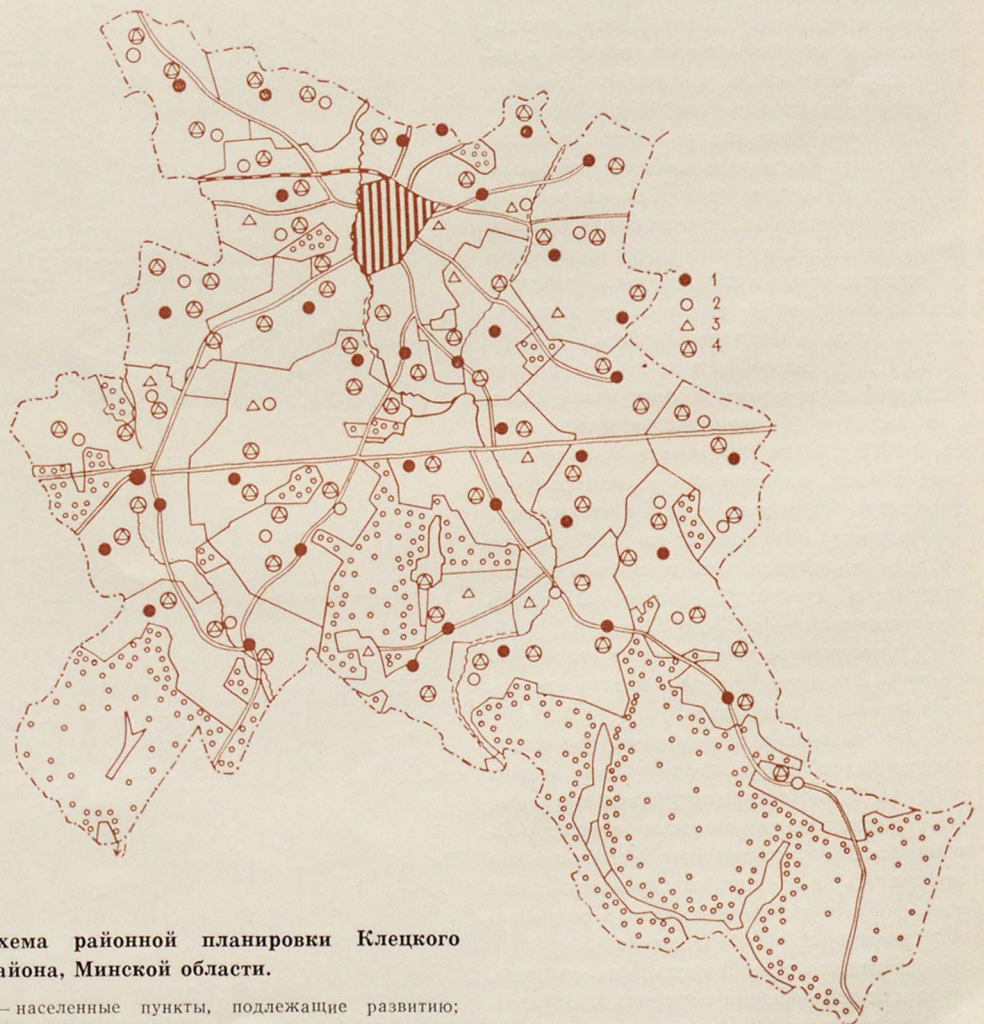 1
2
3
4
хема районной планировки Клецкого
айона, Минской области.
— населенные пункты, подлежащие развитию;